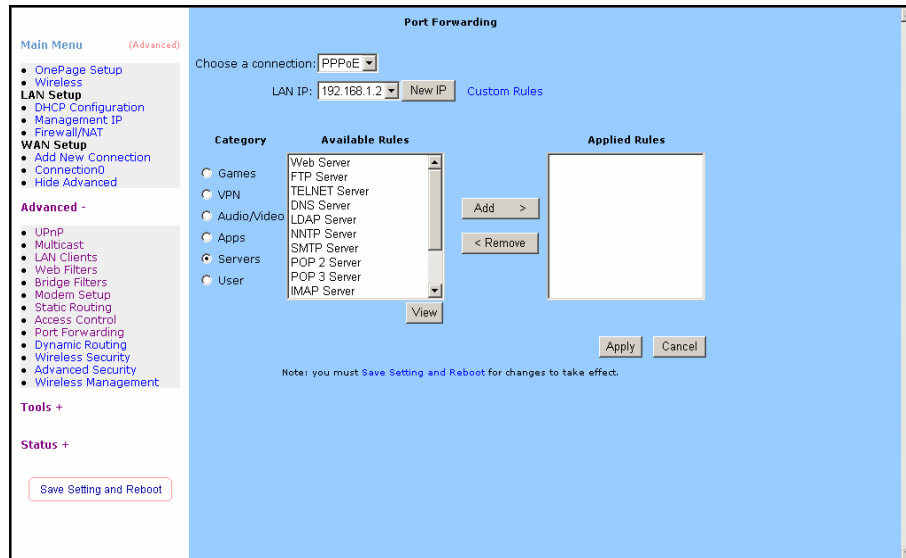 Port Forwarding
Main Menu (Advanced)
OnePage Setup
Wireless
LAN Setup
DHCP Configuration
Management IP
Firewall/NAT
WAN Setup
Add New Connection
Connection0
Hide Advanced
Advanced -
UPnP
Multicast
LAN Clients
Web Filters
Bridge Filters
Modem Setup
Static Routing
Access Control
Port Forwarding
Dynamic Routing
Wireless Security
Advanced Security
Wireless Management
Tools +
Status +
Save Setting and Reboot
Choose a connection: PPPoE
LAN IP: 192.168.1.2 New IP Custom Rules
Category Available Rules Applied Rules
Games
VPN
Audio/Video
Apps
Servers
User
Web Server
FTP Server
TELNET Server
DNS Server
LDAP Server
NNTP Server
SMTP Server
POP 2 Server
POP 3 Server
IMAP Server
Add >
< Remove
View
Apply Cancel
Note: you must Save Setting and Reboot for changes to take effect.